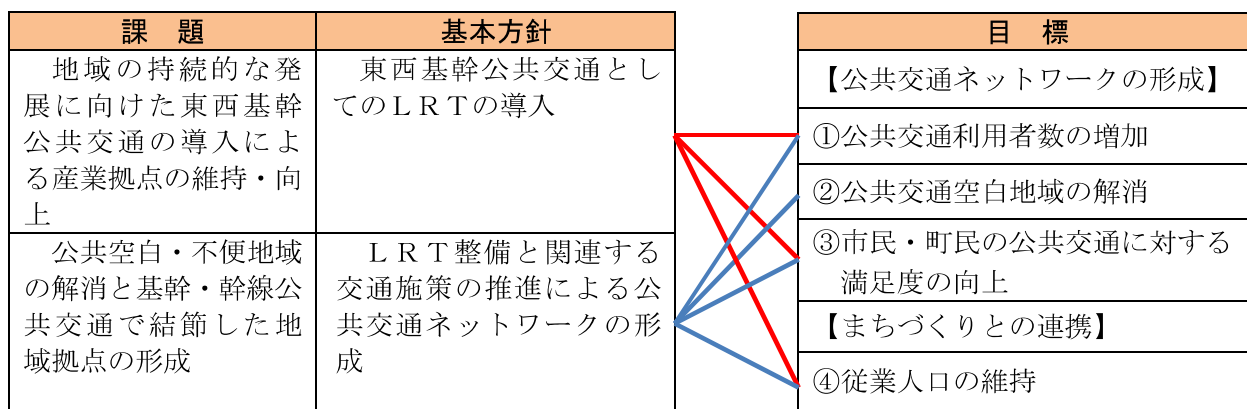 課　題
基本方針
地域の持続的な発
展に向けた東西基幹
公共交通の導入によ
る産業拠点の維持・向
上
東西基幹公共交通とし
てのＬＲＴの導入
公共空白・不便地域
の解消と基幹・幹線公
共交通で結節した地
域拠点の形成
ＬＲＴ整備と関連する
交通施策の推進による公
共交通ネットワークの形
成
目　標
【公共交通ネットワークの形成】
①公共交通利用者数の増加
②公共交通空白地域の解消
③市民・町民の公共交通に対する
満足度の向上
【まちづくりとの連携】
④従業人口の維持